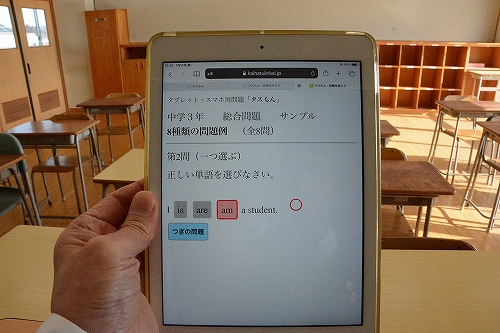 kaihatuiinkai.jp
タブレット・スマホ用問題「タスもん」
中学3年　総合問題　サンプル
8種類の問題例　(全8問)
第2問 (一つ選ぶ)
正しい単語を選びなさい。
I is are am a student. ○
つぎの問題